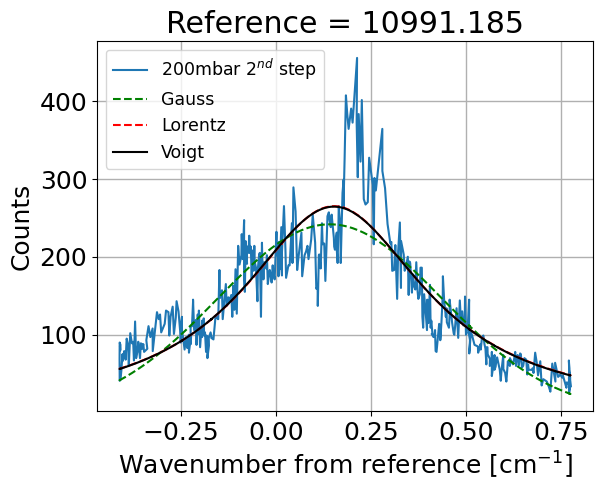 Reference = 10991.185
200mbar 2ⁿᵈ step
Gauss
Lorentz
Voigt
Counts
400
300
200
100
−0.25 0.00 0.25 0.50 0.75
Wavenumber from reference [cm⁻¹]